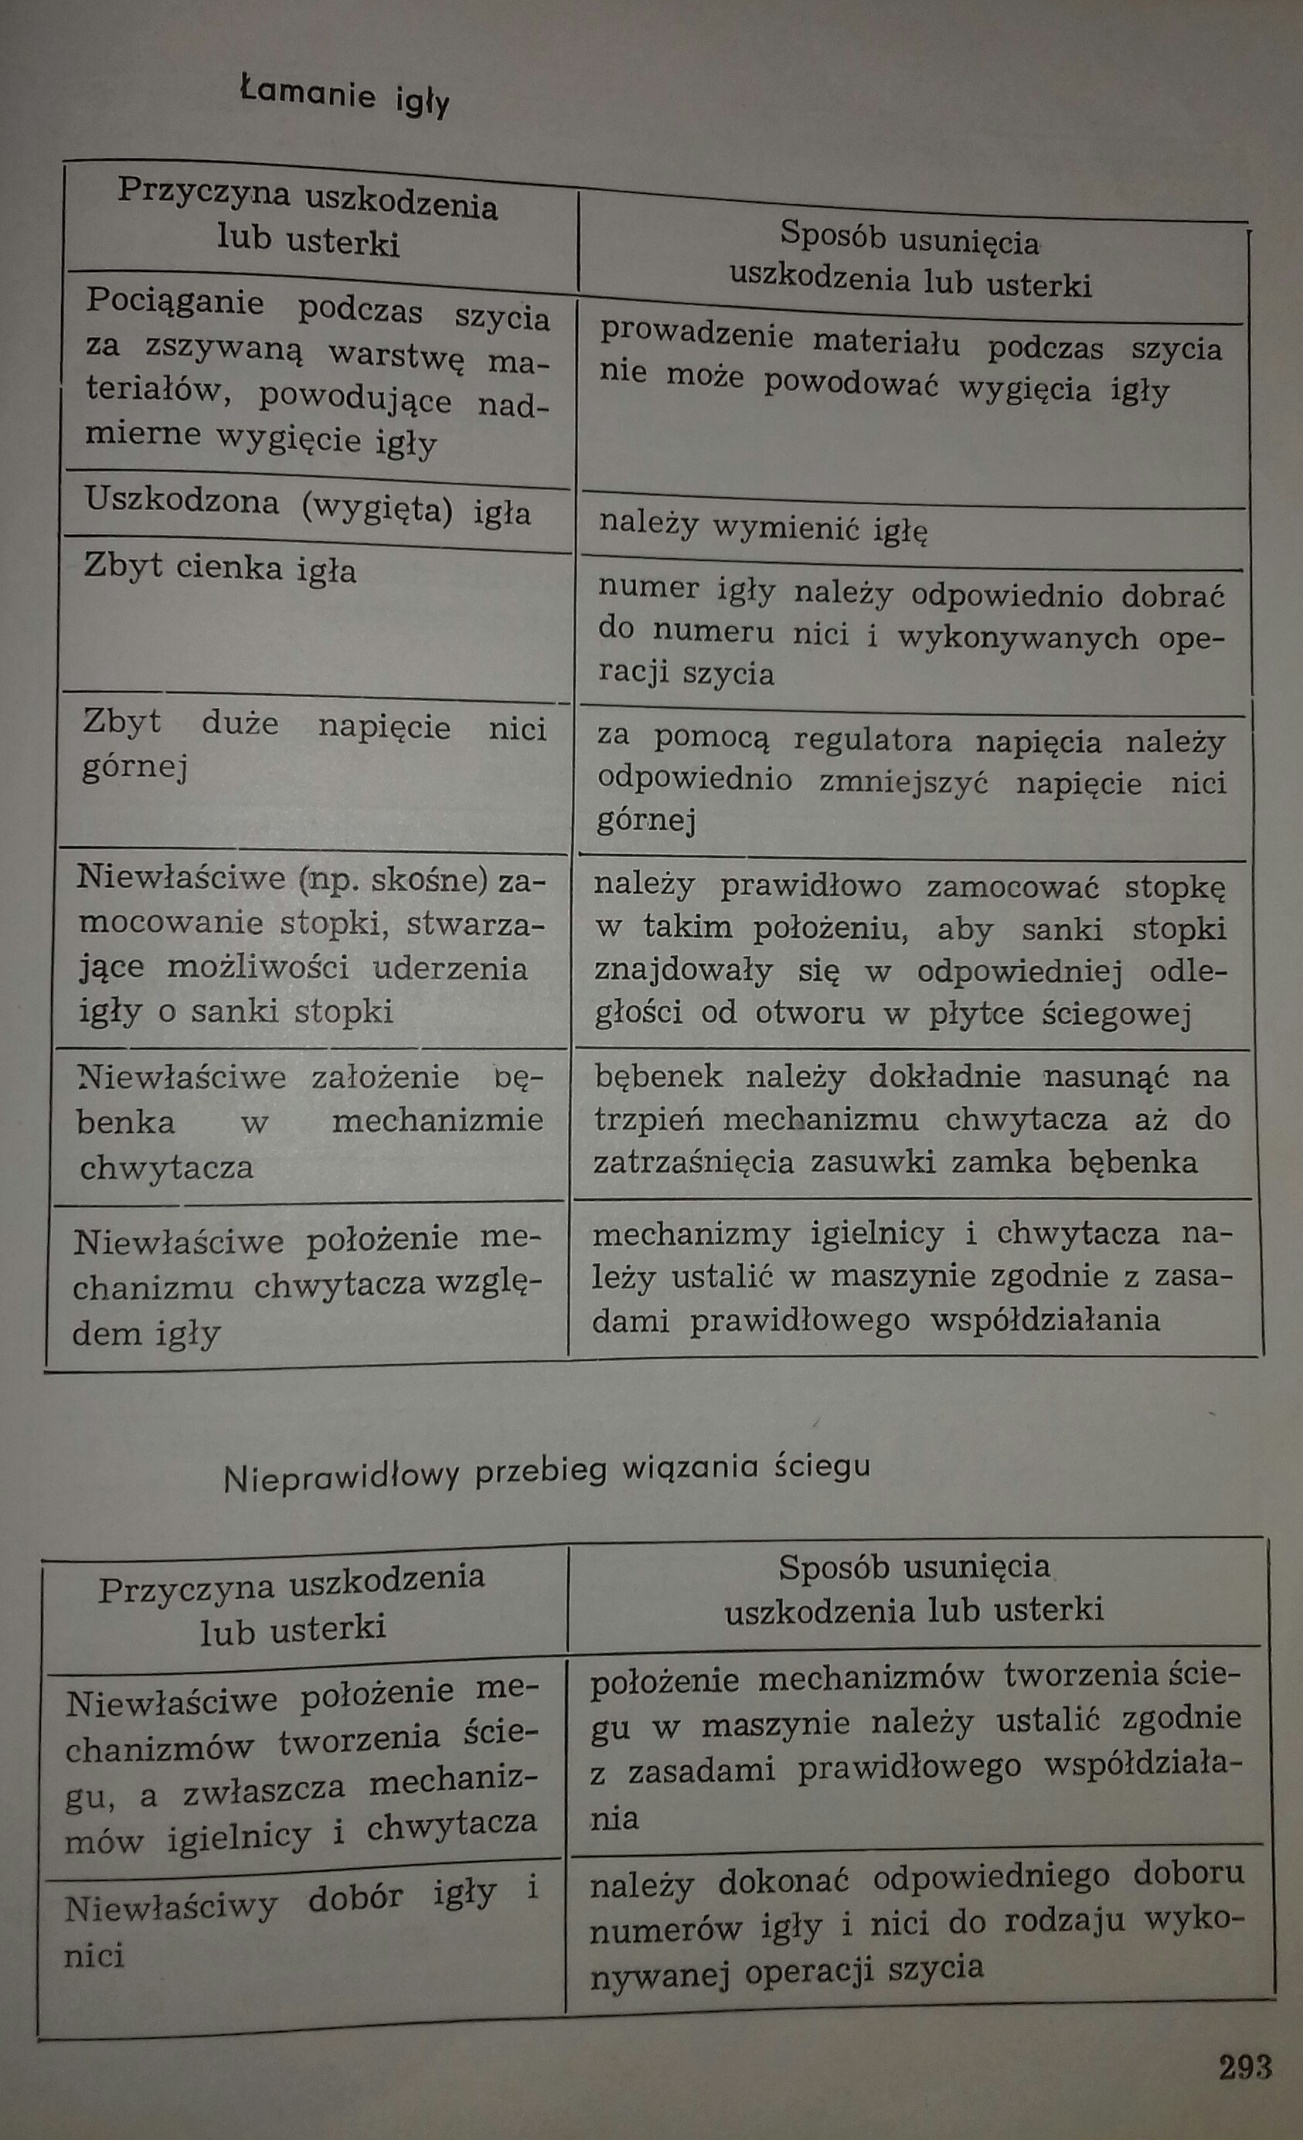 Łamanie igły
Przyczyna uszkodzenia
lub usterki
Sposób usunięcia
uszkodzenia lub usterki
Pociąganie podczas szycia
za zszywaną warstwę ma-
teriałów, powodujące nad-
mierne wygięcie igły
prowadzenie materiału podczas szycia
nie może powodować wygięcia igły
Uszkodzona (wygięta) igła
należy wymienić igłę
Zbyt cienka igła
numer igły należy odpowiednio dobrać
do numeru nici i wykonywanych ope-
racji szycia
Zbyt duże napięcie nici
górnej
za pomocą regulatora napięcia należy
odpowiednio zmniejszyć napięcie nici
górnej
Niewłaściwe (np. skośne) za-
mocowanie stopki, stwarza-
jące możliwości uderzenia
igły o sanki stopki
należy prawidłowo zamocować stopkę
w takim położeniu, aby sanki stopki
znajdowały się w odpowiedniej odle-
głości od otworu w płytce ściegowej
Niewłaściwe założenie bę-
benka w mechanizmie
chwytacza
bębenek należy dokładnie nasunąć na
trzpień mechanizmu chwytacza aż do
zatrzaśnięcia zasuwki zamka bębenka
Niewłaściwe położenie me-
chanizmu chwytacza wzglę-
dem igły
mechanizmy igielnicy i chwytacza na-
leży ustalić w maszynie zgodnie z zasa-
dami prawidłowego współdziałania
Nieprawidłowy przebieg wiązania ściegu
Przyczyna uszkodzenia
lub usterki
Sposób usunięcia
uszkodzenia lub usterki
Niewłaściwe położenie me-
chanizmów tworzenia ście-
gu, a zwłaszcza mechaniz-
mów igielnicy i chwytacza
położenie mechanizmów tworzenia ście-
gu w maszynie należy ustalić zgodnie
z zasadami prawidłowego współdziała-
nia
Niewłaściwy dobór igły i
nici
należy dokonać odpowiedniego doboru
numerów igły i nici do rodzaju wyko-
nywanej operacji szycia
293